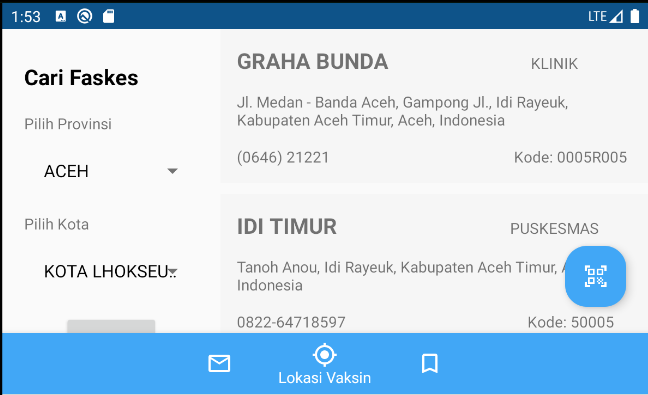 1:53
LTE
Cari Faskes
Pilih Provinsi
ACEH
Pilih Kota
KOTA LHOKSEU..
GRAHA BUNDA
KLINIK
Jl. Medan - Banda Aceh, Gampong Jl., Idi Rayeuk,
Kabupaten Aceh Timur, Aceh, Indonesia
(0646) 21221
Kode: 0005R005
IDI TIMUR
PUSKESMAS
Tanoh Anou, Idi Rayeuk, Kabupaten Aceh Timur,
Indonesia
0822-64718597
Kode: 50005
Lokasi Vaksin